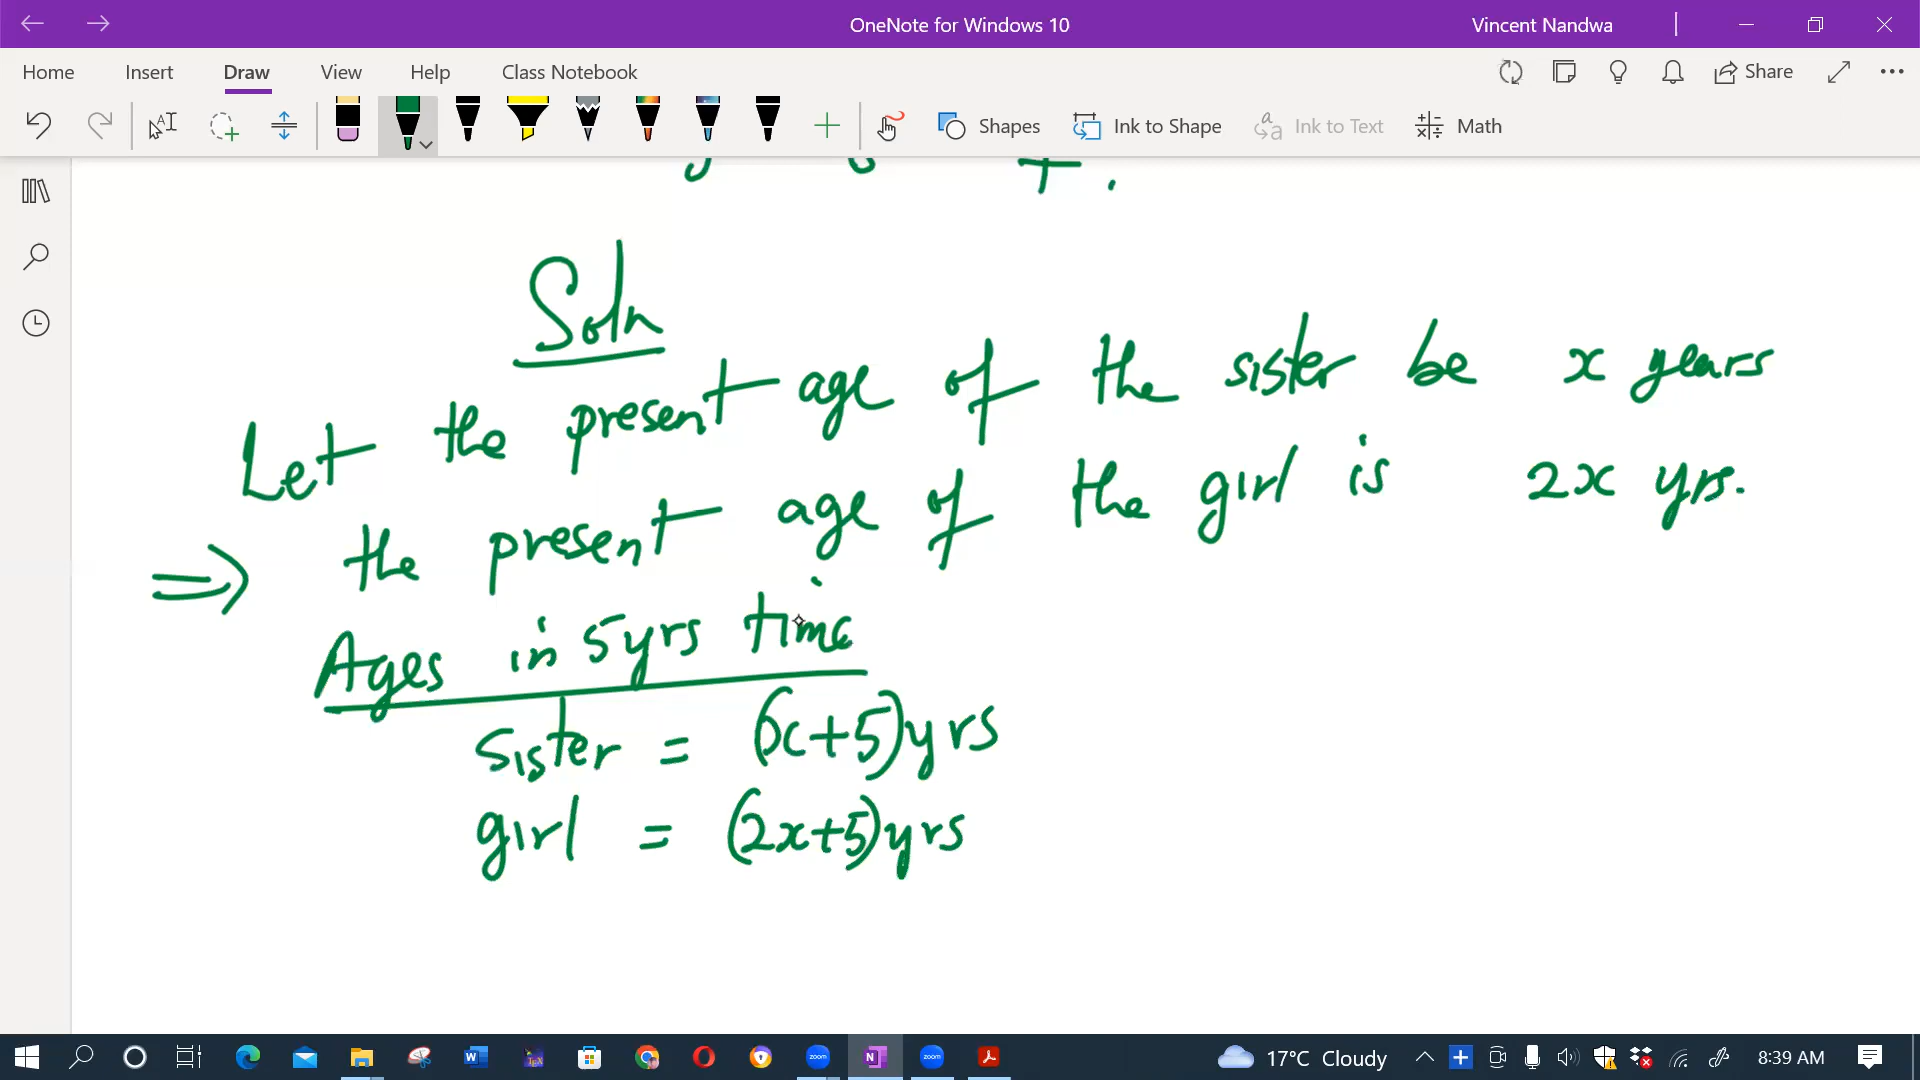 OneNote for Windows 10
Vincent Nandwa
Home Insert Draw View Help Class Notebook
Share
Shapes Ink to Shape Ink to Text Math
Soln
Let the present age of the sister be x years
⇒ the present age of the girl is 2x yrs.
Ages in 5yrs time
Sister = (x+5)yrs
girl = (2x+5)yrs
17°C Cloudy
8:39 AM